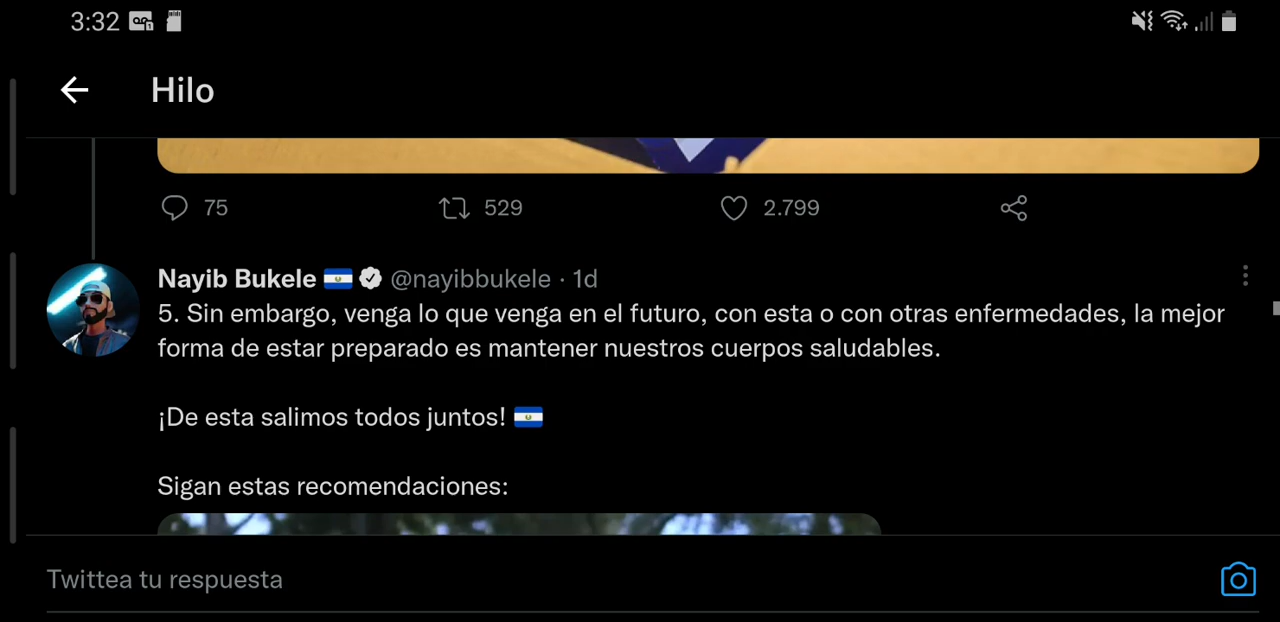 3:32
Hilo
75 529 2.799
Nayib Bukele 🇸🇻 @nayibbukele · 1d
5. Sin embargo, venga lo que venga en el futuro, con esta o con otras enfermedades, la mejor
forma de estar preparado es mantener nuestros cuerpos saludables.
¡De esta salimos todos juntos! 🇸🇻
Sigan estas recomendaciones:
Twittea tu respuesta